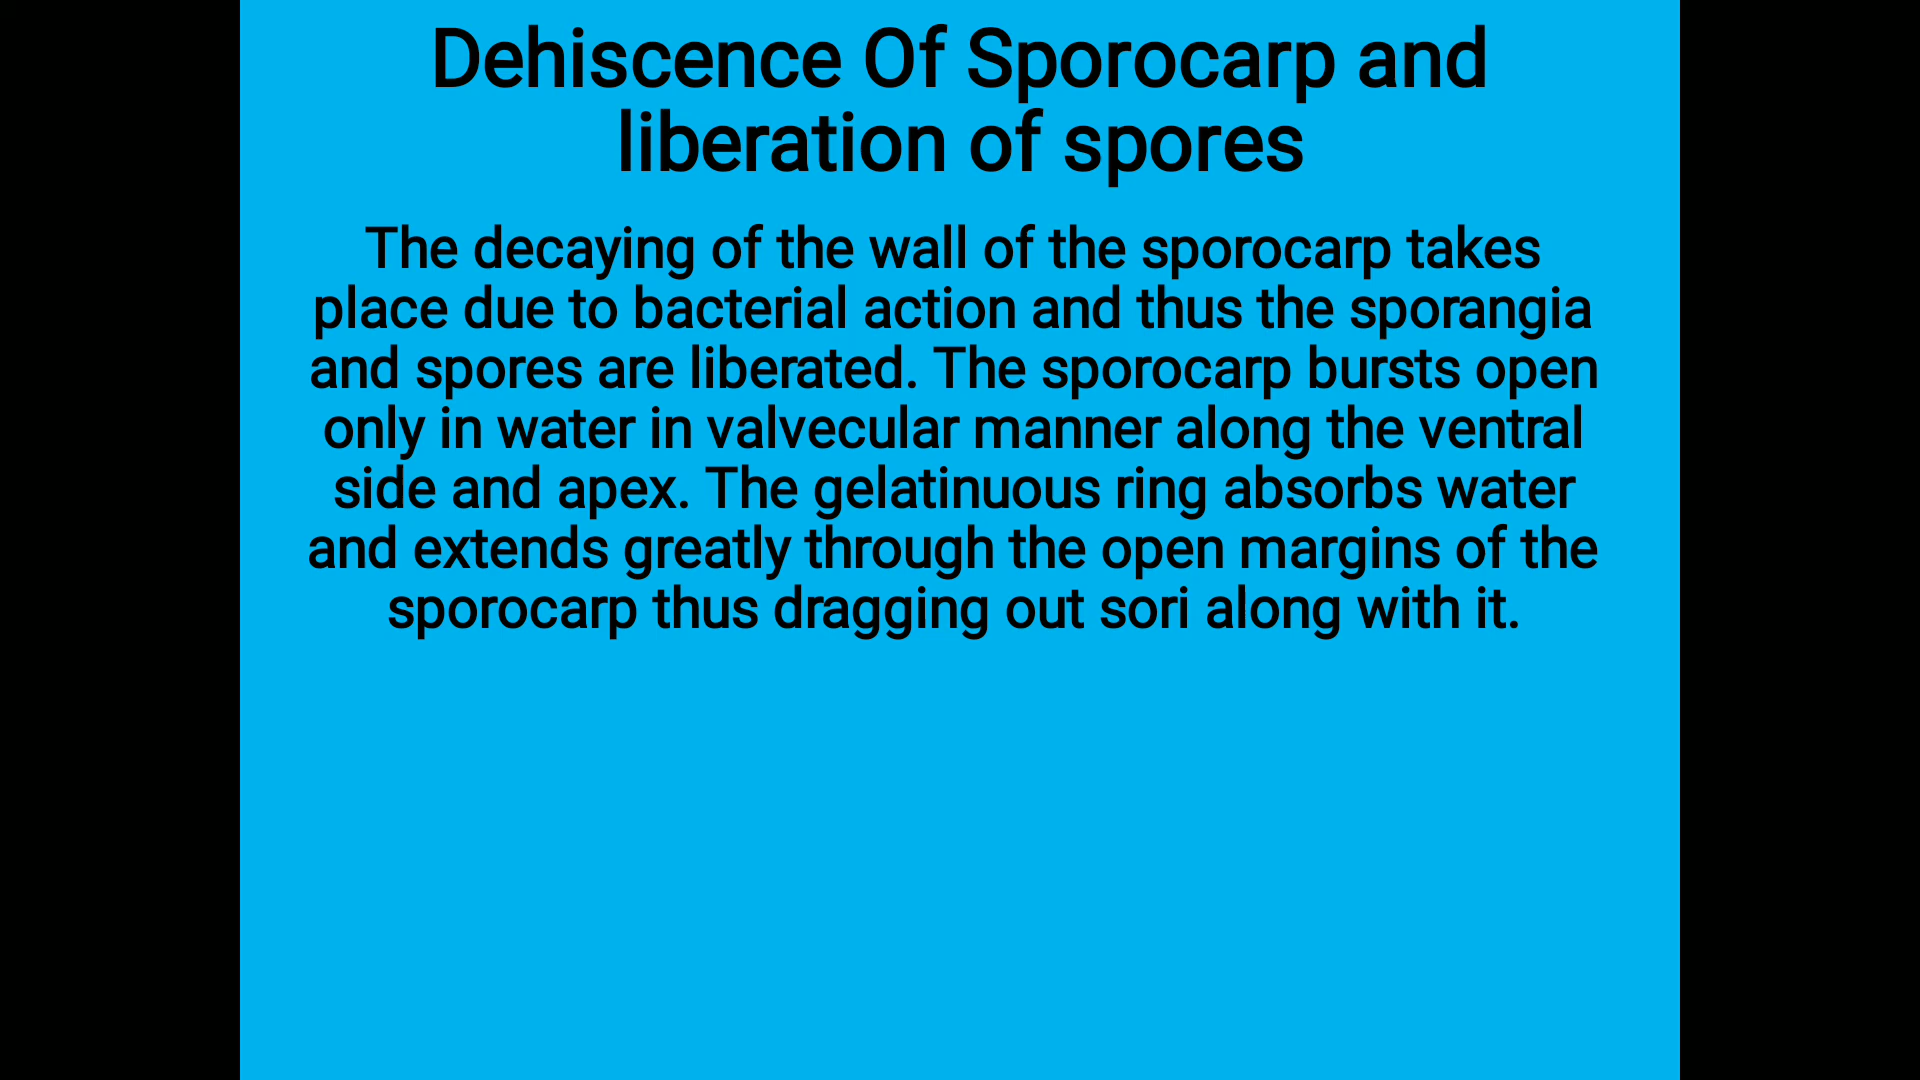 Dehiscence Of Sporocarp and
liberation of spores
The decaying of the wall of the sporocarp takes
place due to bacterial action and thus the sporangia
and spores are liberated. The sporocarp bursts open
only in water in valvecular manner along the ventral
side and apex. The gelatinuous ring absorbs water
and extends greatly through the open margins of the
sporocarp thus dragging out sori along with it.